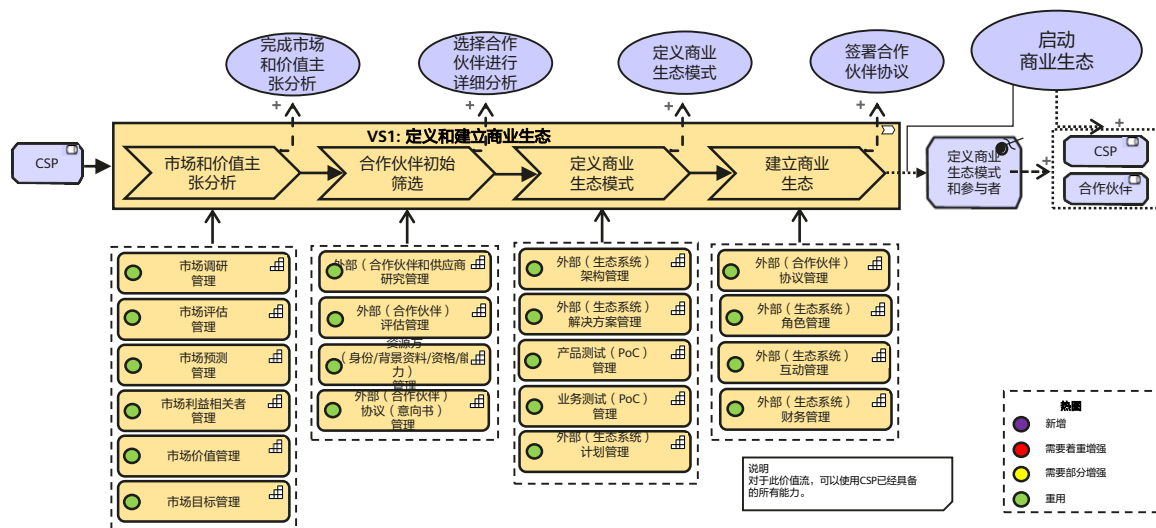 完成市场
和价值主
张分析
选择合作
伙伴进行
详细分析
定义商业
生态模式
签署合作
伙伴协议
启动
商业生态
+
+
+
+
+
VS1: 定义和建立商业生态
CSP
市场和价值主
张分析
合作伙伴初始
筛选
定义商业
生态模式
建立商业
生态
定义商业
生态模式
和参与者
+
CSP
合作伙伴
市场调研
管理
市场评估
管理
市场预测
管理
市场利益相关者
管理
市场价值管理
市场目标管理
外部（合作伙伴和供应商
研究管理
外部（合作伙伴）
评估管理
资源方
（身份/背景资料/资格/能
力）
管理
外部（合作伙伴）
协议（意向书）
管理
外部（生态系统）
架构管理
外部（生态系统）
解决方案管理
产品测试（PoC）
管理
业务测试（PoC）
管理
外部（生态系统）
计划管理
外部（合作伙伴）
协议管理
外部（生态系统）
角色管理
外部（生态系统）
互动管理
外部（生态系统）
财务管理
说明
对于此价值流，可以使用CSP已经具备
的所有能力。
热图
新增
需要着重增强
需要部分增强
重用